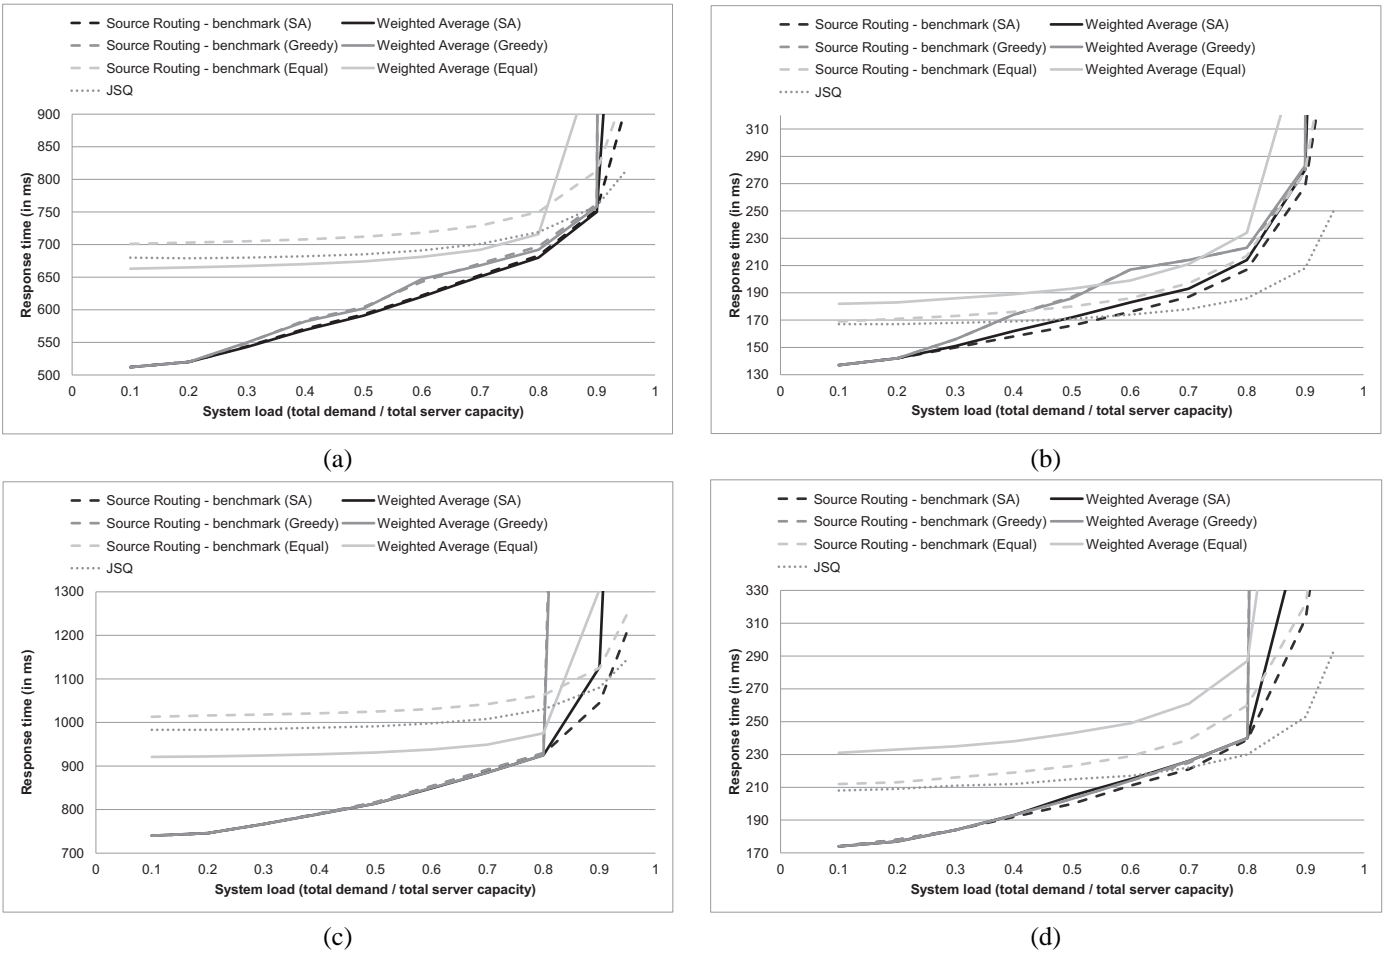 Source Routing - benchmark (SA) Weighted Average (SA)
Source Routing - benchmark (Greedy) Weighted Average (Greedy)
Source Routing - benchmark (Equal) Weighted Average (Equal)
JSQ
900
850
800
750
700
650
600
550
500
Response time (in ms)
0 0.1 0.2 0.3 0.4 0.5 0.6 0.7 0.8 0.9 1
System load (total demand / total server capacity)
(a)
Source Routing - benchmark (SA) Weighted Average (SA)
Source Routing - benchmark (Greedy) Weighted Average (Greedy)
Source Routing - benchmark (Equal) Weighted Average (Equal)
JSQ
310
290
270
250
230
210
190
170
150
130
Response time (in ms)
0 0.1 0.2 0.3 0.4 0.5 0.6 0.7 0.8 0.9 1
System load (total demand / total server capacity)
(b)
Source Routing - benchmark (SA) Weighted Average (SA)
Source Routing - benchmark (Greedy) Weighted Average (Greedy)
Source Routing - benchmark (Equal) Weighted Average (Equal)
JSQ
1300
1200
1100
1000
900
800
700
Response time (in ms)
0 0.1 0.2 0.3 0.4 0.5 0.6 0.7 0.8 0.9 1
System load (total demand / total server capacity)
(c)
Source Routing - benchmark (SA) Weighted Average (SA)
Source Routing - benchmark (Greedy) Weighted Average (Greedy)
Source Routing - benchmark (Equal) Weighted Average (Equal)
JSQ
330
310
290
270
250
230
210
190
170
Response time (in ms)
0 0.1 0.2 0.3 0.4 0.5 0.6 0.7 0.8 0.9 1
System load (total demand / total server capacity)
(d)